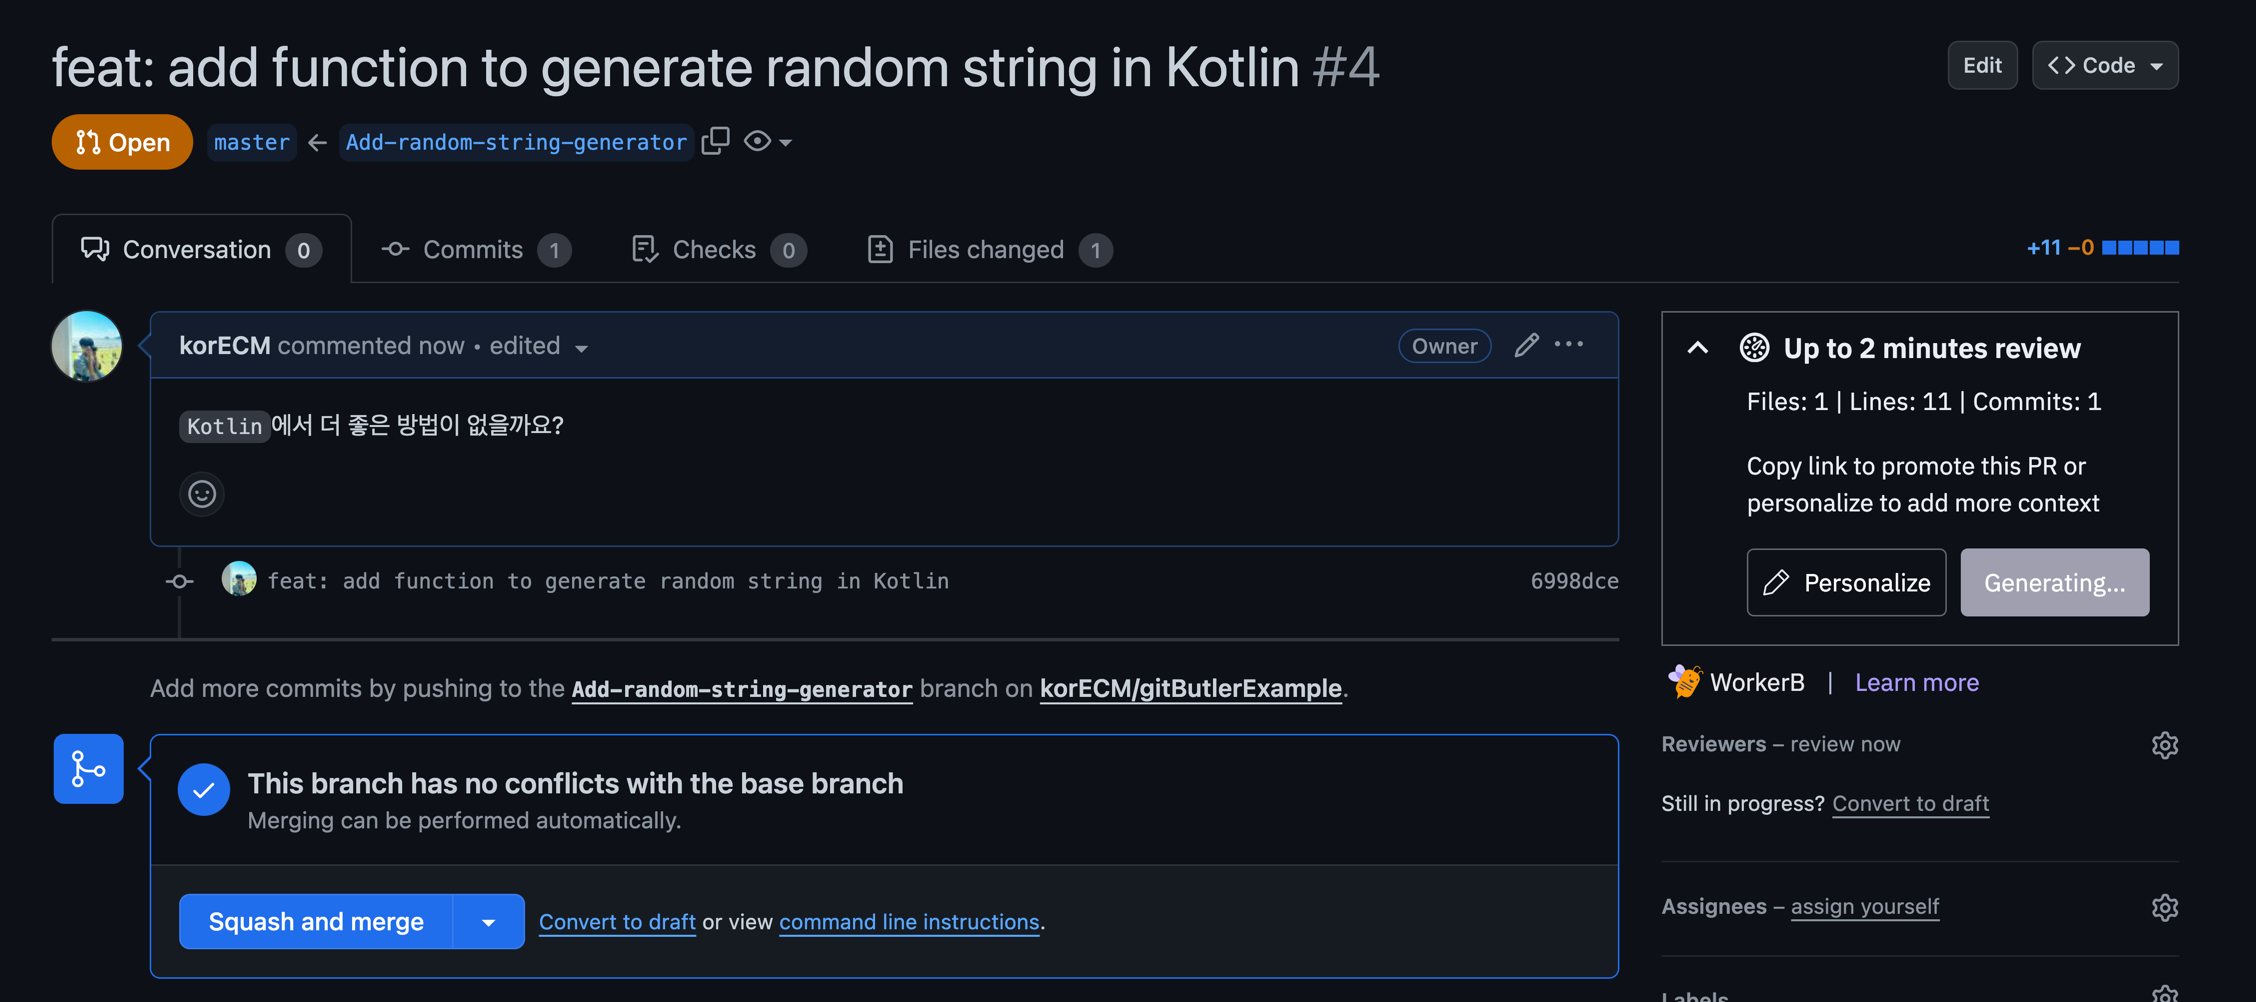 feat: add function to generate random string in Kotlin #4
Edit
Code
Open
master ← Add-random-string-generator
Conversation 0
Commits 1
Checks 0
Files changed 1
+11 −0
korECM commented now • edited
Owner
Kotlin에서 더 좋은 방법이 없을까요?
feat: add function to generate random string in Kotlin
6998dce
Add more commits by pushing to the Add-random-string-generator branch on korECM/gitButlerExample.
This branch has no conflicts with the base branch
Merging can be performed automatically.
Squash and merge
Convert to draft or view command line instructions.
Up to 2 minutes review
Files: 1 | Lines: 11 | Commits: 1
Copy link to promote this PR or
personalize to add more context
Personalize
Generating...
WorkerB | Learn more
Reviewers – review now
Still in progress? Convert to draft
Assignees – assign yourself
Labels